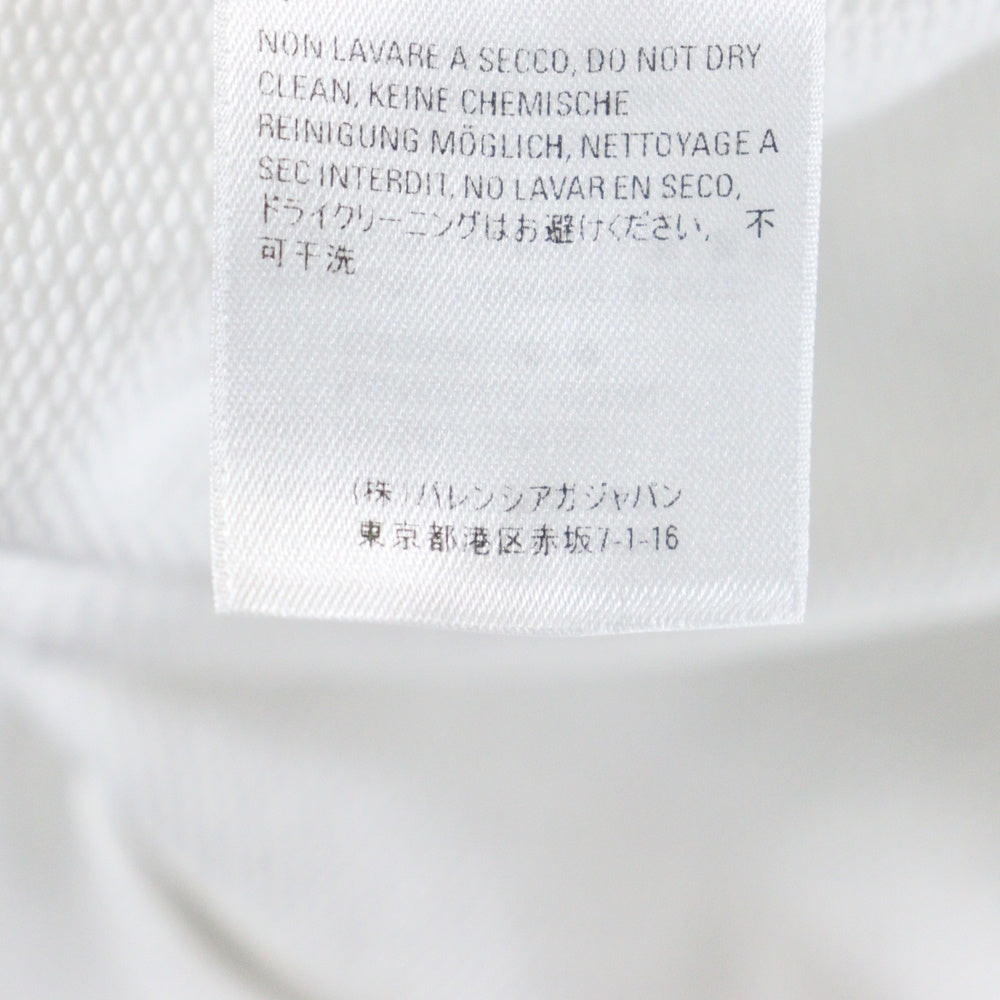 NON LAVARE A SECCO, DO NOT DRY
CLEAN, KEINE CHEMISCHE
REINIGUNG MÖGLICH, NETTOYAGE A
SEC INTERDIT, NO LAVAR EN SECO,
ドライクリーニングはお避けください, 不
可干洗
(株)バレンシアガジャパン
東京都港区赤坂7-1-16